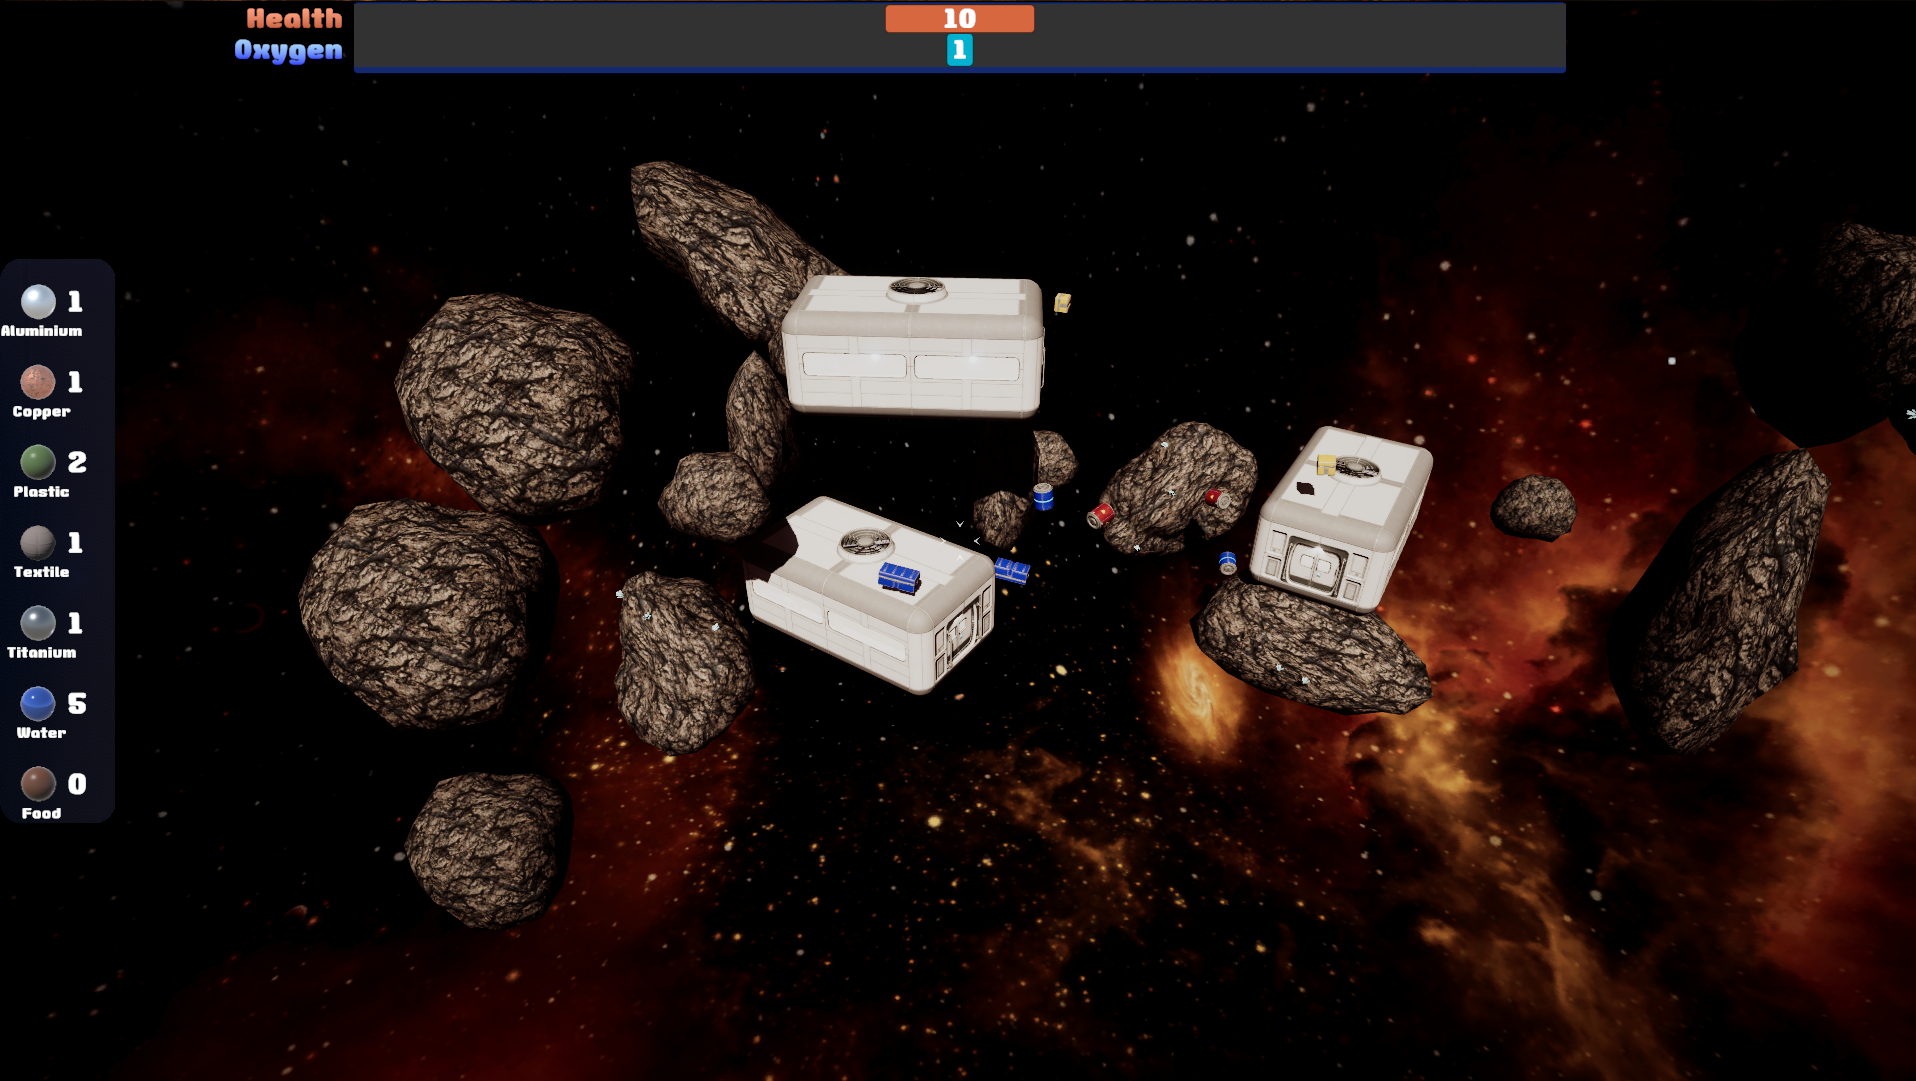 Health 10
Oxygen 1
1
Aluminium
1
Copper
2
Plastic
1
Textile
1
Titanium
5
Water
0
Food